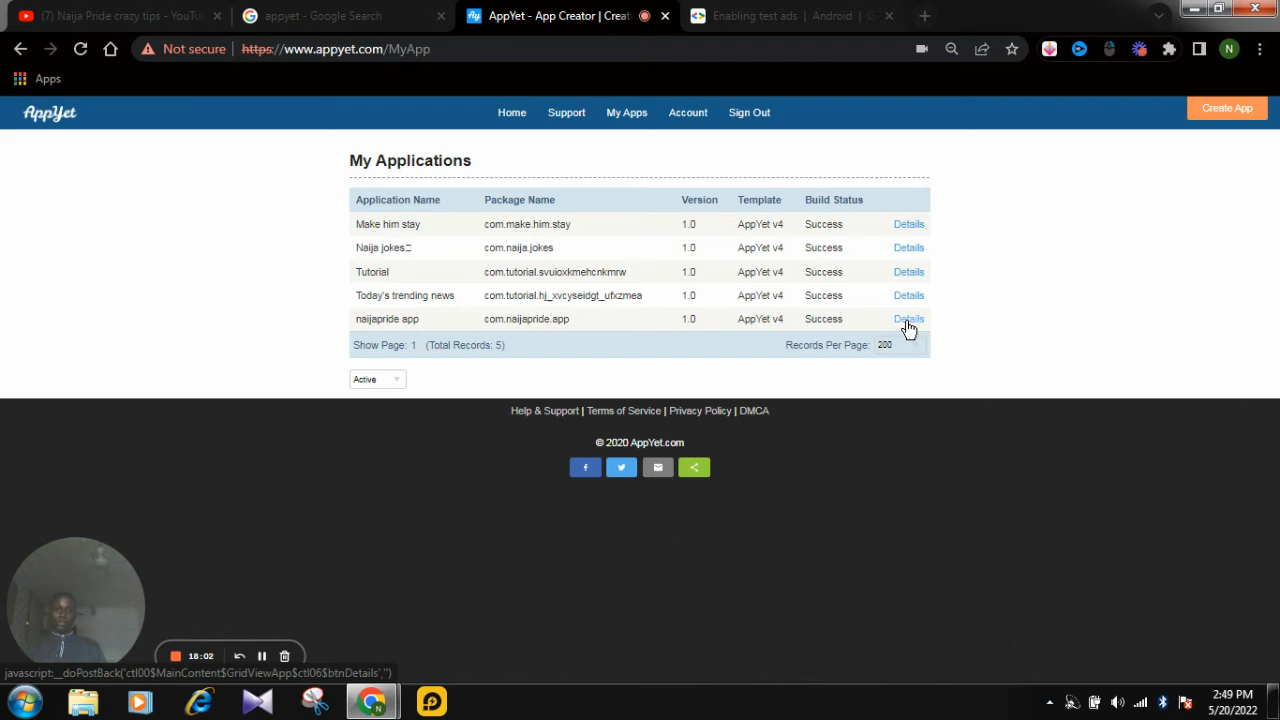 (7) Naija Pride crazy tips - YouTu
appyet - Google Search
AppYet - App Creator | Create
Enabling test ads | Android | G
Not secure
https://www.appyet.com/MyApp
N
Apps
AppYet
Home
Support
My Apps
Account
Sign Out
Create App
My Applications
Application Name Package Name Version Template Build Status
Make him stay com.make.him.stay 1.0 AppYet v4 Success Details
Naija jokes com.naija.jokes 1.0 AppYet v4 Success Details
Tutorial com.tutorial.svuioxkmehcnkmrw 1.0 AppYet v4 Success Details
Today's trending news com.tutorial.hj_xvcyseidgt_ufxzmea 1.0 AppYet v4 Success Details
naijapride app com.naijapride.app 1.0 AppYet v4 Success Details
Show Page: 1 (Total Records: 5) Records Per Page: 200
Active
Help & Support | Terms of Service | Privacy Policy | DMCA
© 2020 AppYet.com
18:02
javascript:__doPostBack('ctl00$MainContent$GridViewApp$ctl06$btnDetails','')
2:49 PM
5/20/2022